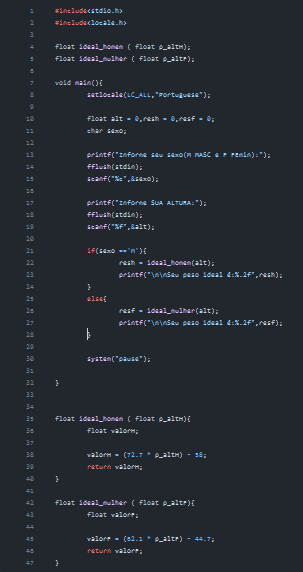 1 #include<stdio.h>
2 #include<locale.h>
3
4 float ideal_homem ( float p_altH);
5 float ideal_mulher ( float p_altF);
6
7 void main(){
8 setlocale(LC_ALL,"Portuguese");
9
10 float alt = 0,resh = 0,resf = 0;
11 char sexo;
12
13 printf("Informe seu sexo(M MASC e F FEmin):");
14 fflush(stdin);
15 scanf("%c",&sexo);
16
17 printf("Informe SUA ALTURA:");
18 fflush(stdin);
19 scanf("%f",&alt);
20
21 if(sexo =='M'){
22 resh = ideal_homem(alt);
23 printf("\n\nSeu peso ideal é:%.2f",resh);
24 }
25 else{
26 resf = ideal_mulher(alt);
27 printf("\n\nSeu peso ideal é:%.2f",resf);
28 }
29
30 system("pause");
31
32 }
33
34
35 float ideal_homem ( float p_altH){
36 float valorH;
37
38 valorH = (72.7 * p_altH) - 58;
39 return valorH;
40 }
41
42 float ideal_mulher ( float p_altF){
43 float valorF;
44
45 valorF = (62.1 * p_altF) - 44.7;
46 return valorF;
47 }